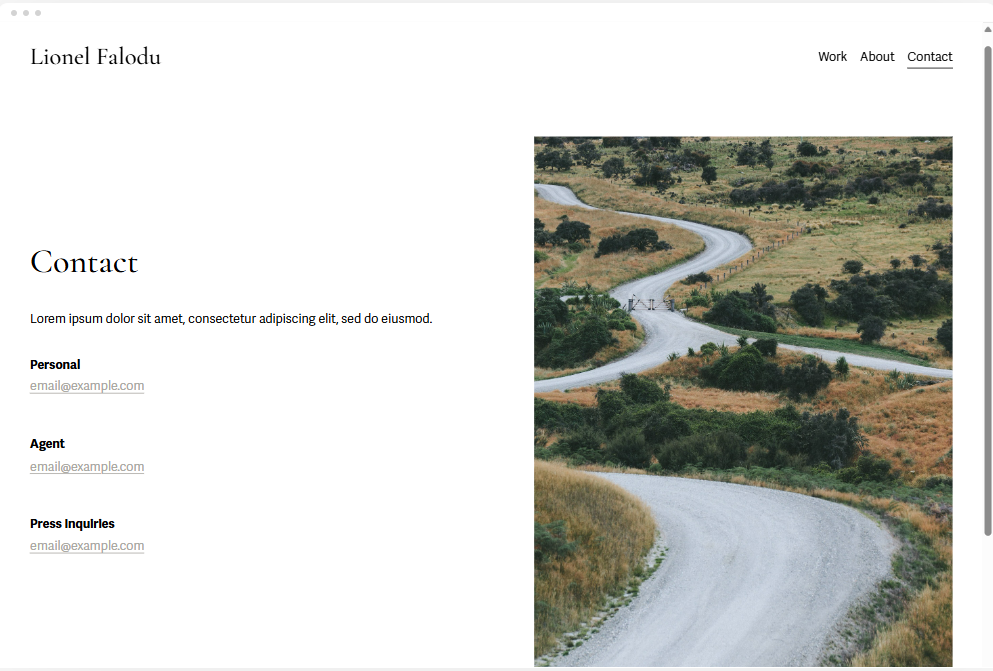 Lionel Falodu
Work About Contact
Contact
Lorem ipsum dolor sit amet, consectetur adipiscing elit, sed do eiusmod.
Personal
email@example.com
Agent
email@example.com
Press Inquiries
email@example.com